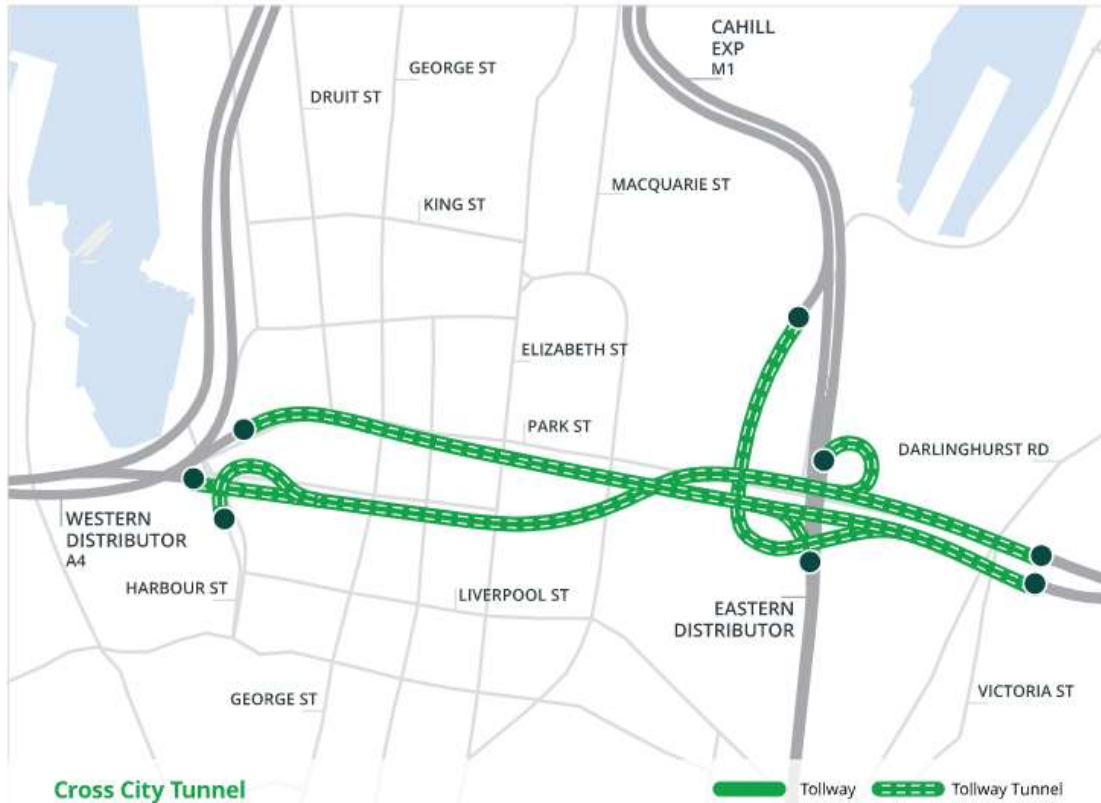 CAHILL
EXP
M1
GEORGE ST
DRUIT ST
MACQUARIE ST
KING ST
ELIZABETH ST
PARK ST
DARLINGHURST RD
WESTERN
DISTRIBUTOR
A4
HARBOUR ST
LIVERPOOL ST
EASTERN
DISTRIBUTOR
GEORGE ST
VICTORIA ST
Cross City Tunnel
Tollway
Tollway Tunnel